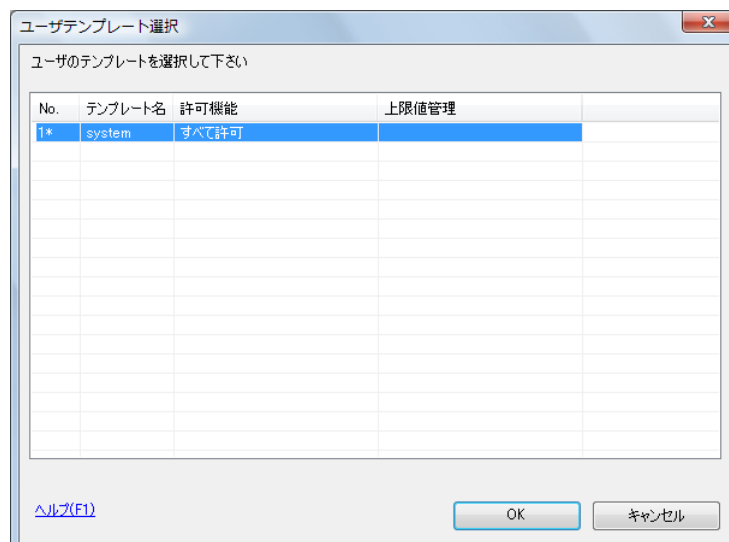 ユーザテンプレート選択
ユーザのテンプレートを選択して下さい
No. テンプレート名 許可機能 上限値管理
1* system すべて許可
ヘルプ(F1) OK キャンセル